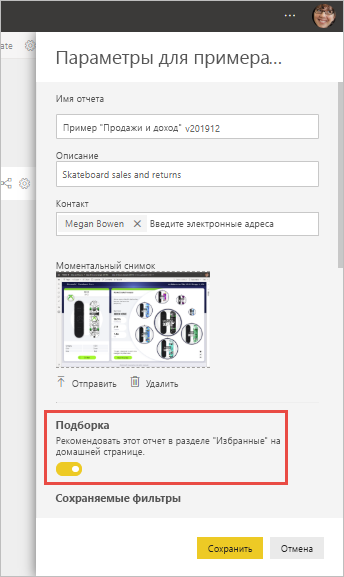 ...
ate
Параметры для примера...
Имя отчета
Пример "Продажи и доход" v201912
Описание
Skateboard sales and returns
Контакт
Megan Bowen Введите электронные адреса
Моментальный снимок
Отправить Удалить
Подборка
Рекомендовать этот отчет в разделе "Избранные" на
домашней странице.
Сохраняемые фильтры
Сохранить Отмена